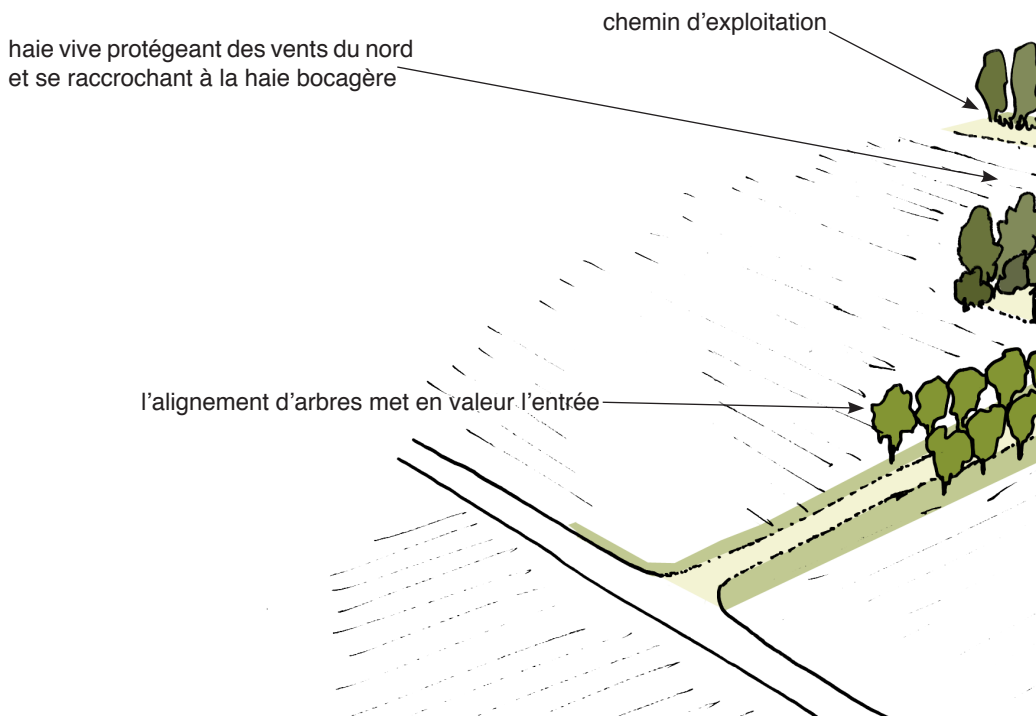 chemin d'exploitation
haie vive protégeant des vents du nord
et se raccrochant à la haie bocagère
l'alignement d'arbres met en valeur l'entrée